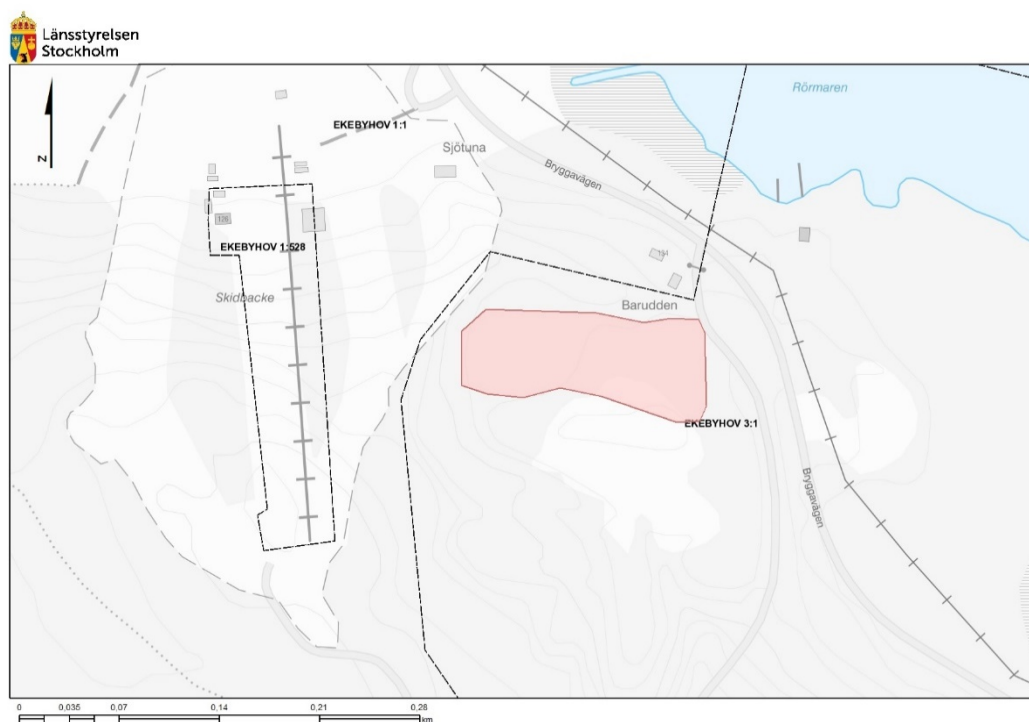 Länsstyrelsen
Stockholm
Rörmaren
N
EKEBYHOV 1:1
Sjötuna
Bryggavägen
126
EKEBYHOV 1:528
Skidbacke
Barudden
EKEBYHOV 3:1
Bryggavägen
0 0,035 0,07 0,14 0,21 0,28
km